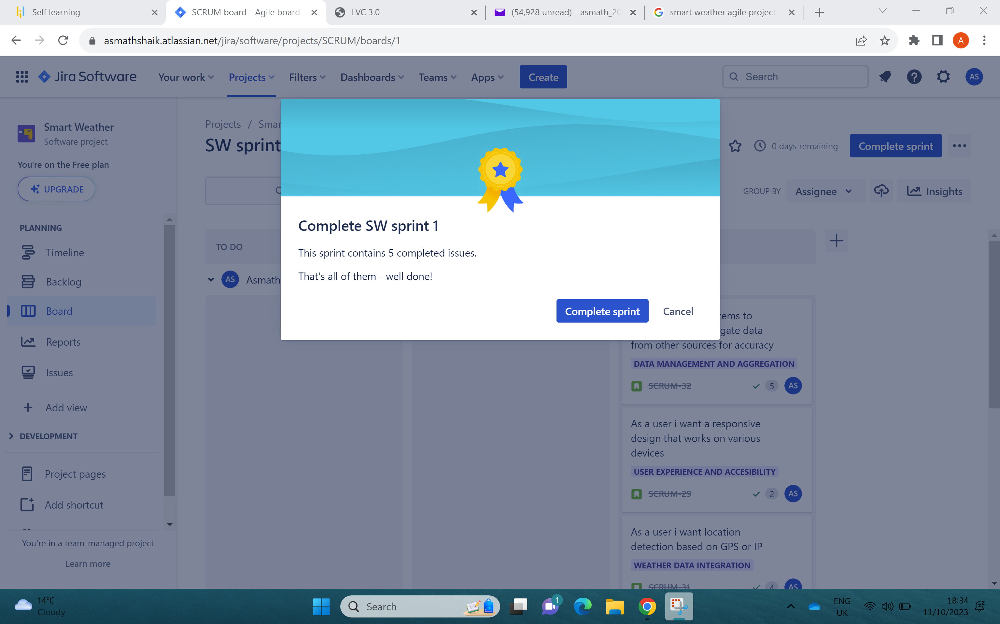 Self learning
SCRUM board - Agile board
LVC 3.0
(54,928 unread) - asmath_20
smart weather agile project
asmathshaik.atlassian.net/jira/software/projects/SCRUM/boards/1
A
Jira Software
Your work
Projects
Filters
Dashboards
Teams
Apps
Create
Search
AS
Smart Weather
Software project
You're on the Free plan
UPGRADE
PLANNING
Timeline
Backlog
Board
Reports
Issues
Add view
DEVELOPMENT
Project pages
Add shortcut
You're in a team-managed project
Learn more
Projects / Smar
SW sprint
0 days remaining
Complete sprint
GROUP BY
Assignee
Insights
TO DO
AS Asmath
Complete SW sprint 1
This sprint contains 5 completed issues.
That's all of them - well done!
Complete sprint
Cancel
tems to
gate data
from other sources for accuracy
DATA MANAGEMENT AND AGGREGATION
SCRUM-32
5
AS
As a user i want a responsive
design that works on various
devices
USER EXPERIENCE AND ACCESIBILITY
SCRUM-29
2
AS
As a user i want location
detection based on GPS or IP
WEATHER DATA INTEGRATION
SCRUM-31
4
AS
14°C
Cloudy
Search
1
ENG
UK
18:34
11/10/2023